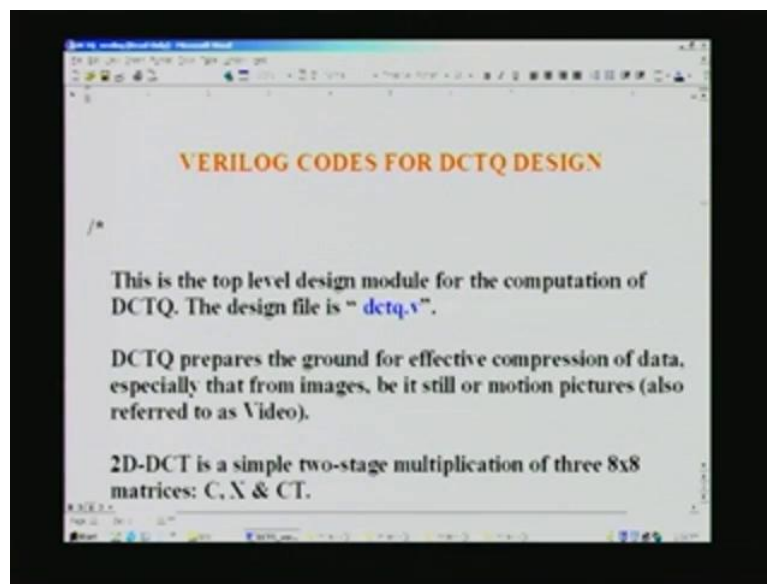 VERILOG CODES FOR DCTQ DESIGN
/*
This is the top level design module for the computation of
DCTQ. The design file is “ dctq.v”.
DCTQ prepares the ground for effective compression of data,
especially that from images, be it still or motion pictures (also
referred to as Video).
2D-DCT is a simple two-stage multiplication of three 8x8
matrices: C, X & CT.